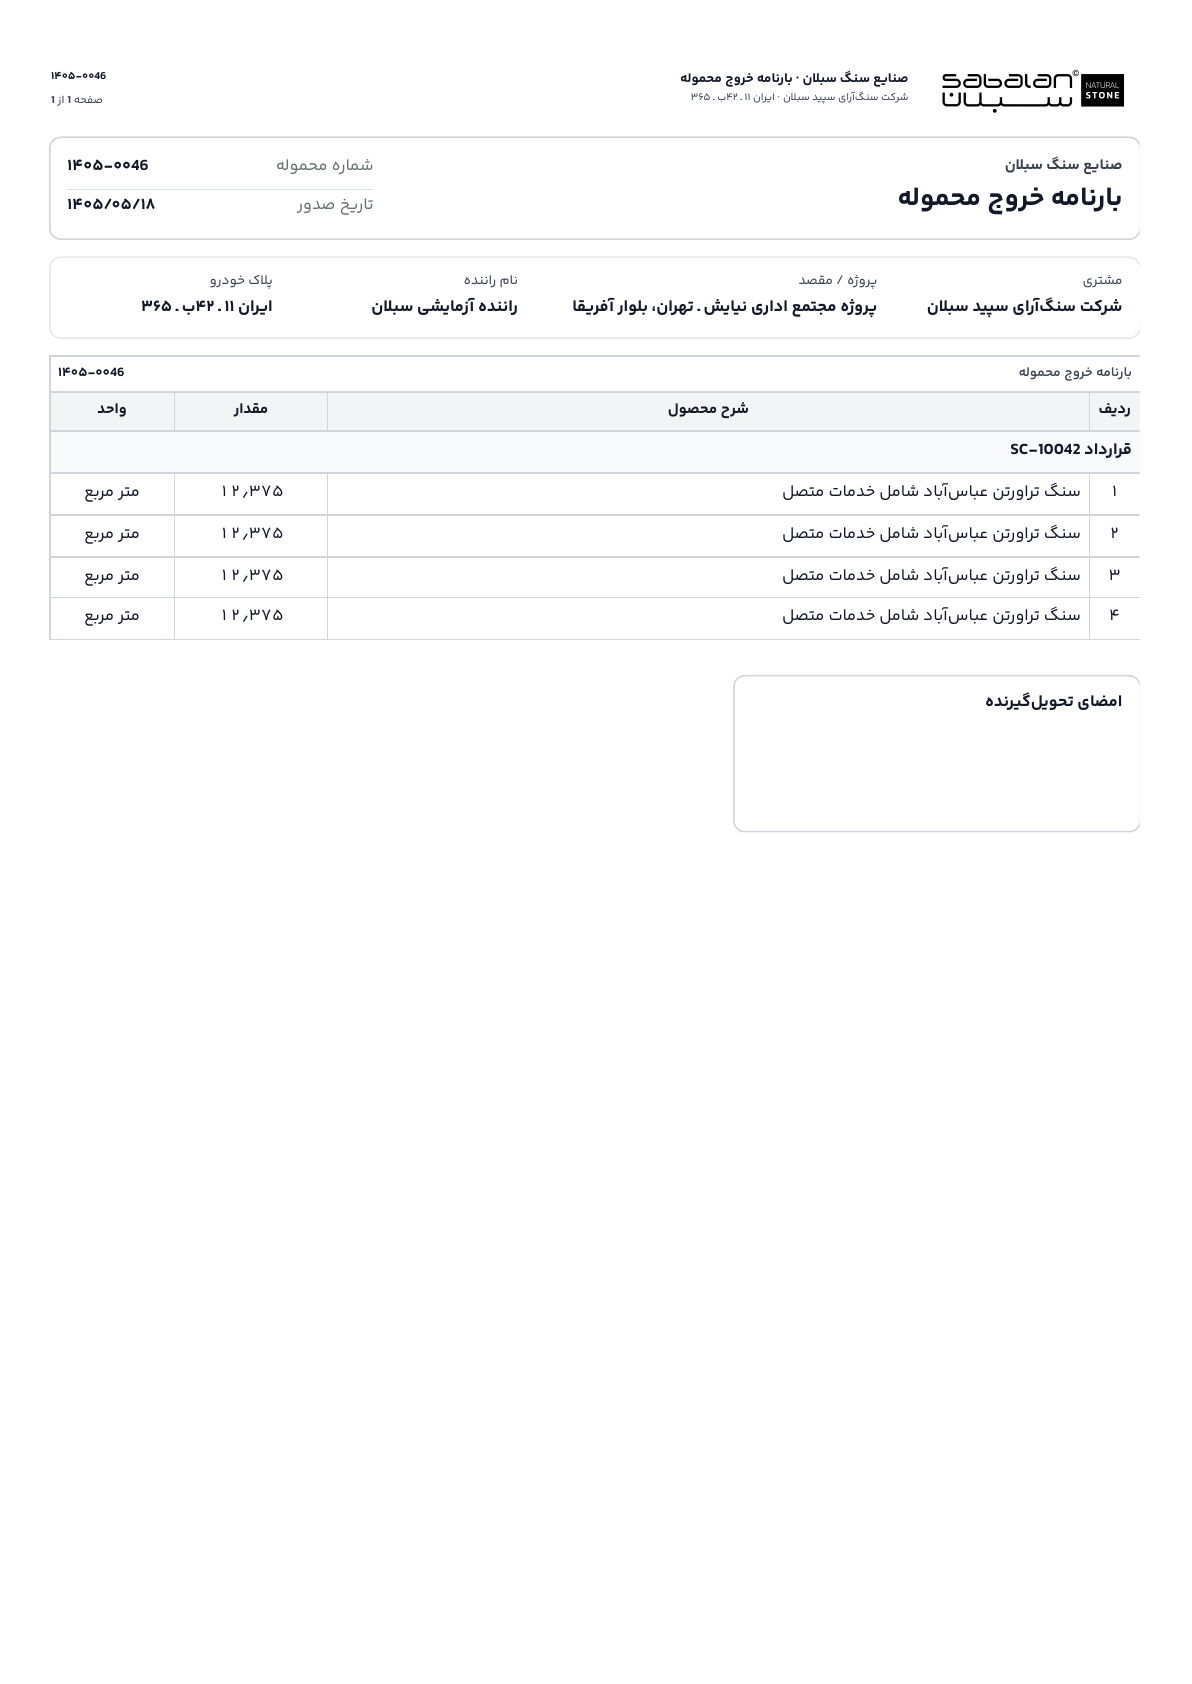 sabalan© NATURAL STONE
سبلان
صنایع سنگ سبلان · بارنامه خروج محموله
شرکت سنگ‌آرای سپید سبلان · ایران ۱۱ ـ ۴۲ب ـ ۳۶۵
۱۴۰۵-۰۰46
صفحه 1 از 1
صنایع سنگ سبلان
بارنامه خروج محموله
شماره محموله ۱۴۰۵-۰۰46
تاریخ صدور ۱۴۰۵/۰۵/۱۸
مشتری پروژه / مقصد نام راننده پلاک خودرو
شرکت سنگ‌آرای سپید سبلان پروژه مجتمع اداری نیایش ـ تهران، بلوار آفریقا راننده آزمایشی سبلان ایران ۱۱ ـ ۴۲ب ـ ۳۶۵
بارنامه خروج محموله ۱۴۰۵-۰۰46
ردیف شرح محصول مقدار واحد
قرارداد SC-10042
۱ سنگ تراورتن عباس‌آباد شامل خدمات متصل ۱۲٫۳۷۵ متر مربع
۲ سنگ تراورتن عباس‌آباد شامل خدمات متصل ۱۲٫۳۷۵ متر مربع
۳ سنگ تراورتن عباس‌آباد شامل خدمات متصل ۱۲٫۳۷۵ متر مربع
۴ سنگ تراورتن عباس‌آباد شامل خدمات متصل ۱۲٫۳۷۵ متر مربع
امضای تحویل‌گیرنده